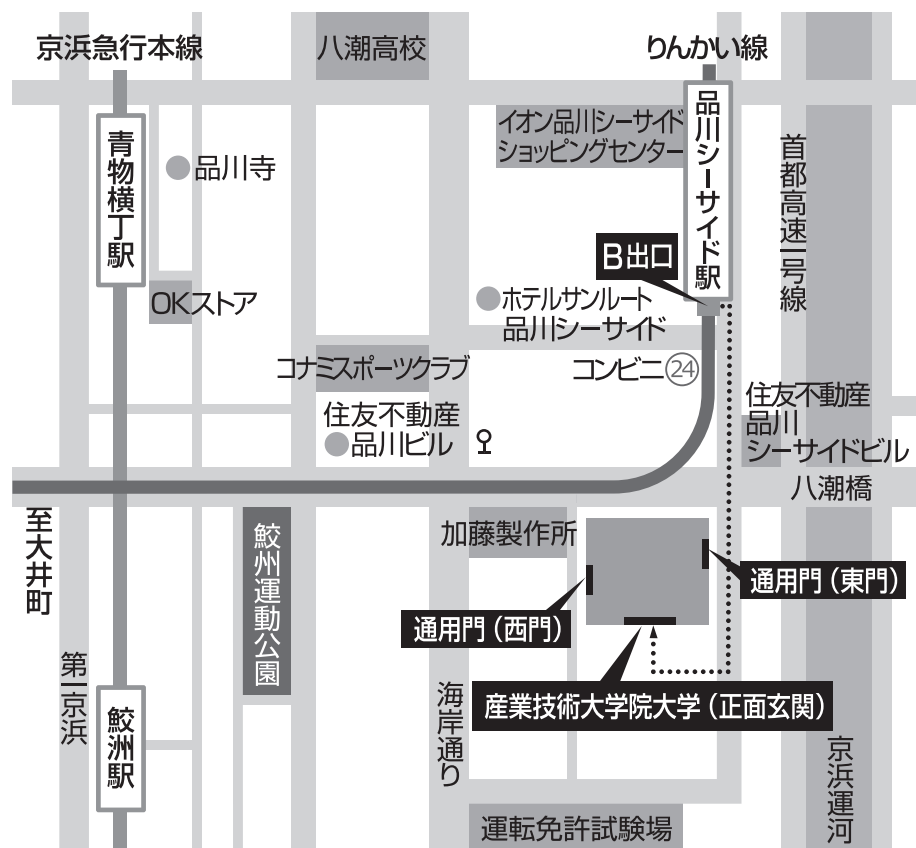 京浜急行本線
八潮高校
りんかい線
青物横丁駅
品川寺
イオン品川シーサイド
ショッピングセンター
品川シーサイド駅
首都高速一号線
B出口
OKストア
ホテルサンルート
品川シーサイド
コナミスポーツクラブ
コンビニ24
住友不動産
品川ビル
住友不動産
品川
シーサイドビル
八潮橋
至大井町
鮫州運動公園
加藤製作所
通用門（東門）
通用門（西門）
第一京浜
鮫洲駅
海岸通り
産業技術大学院大学（正面玄関）
京浜運河
運転免許試験場